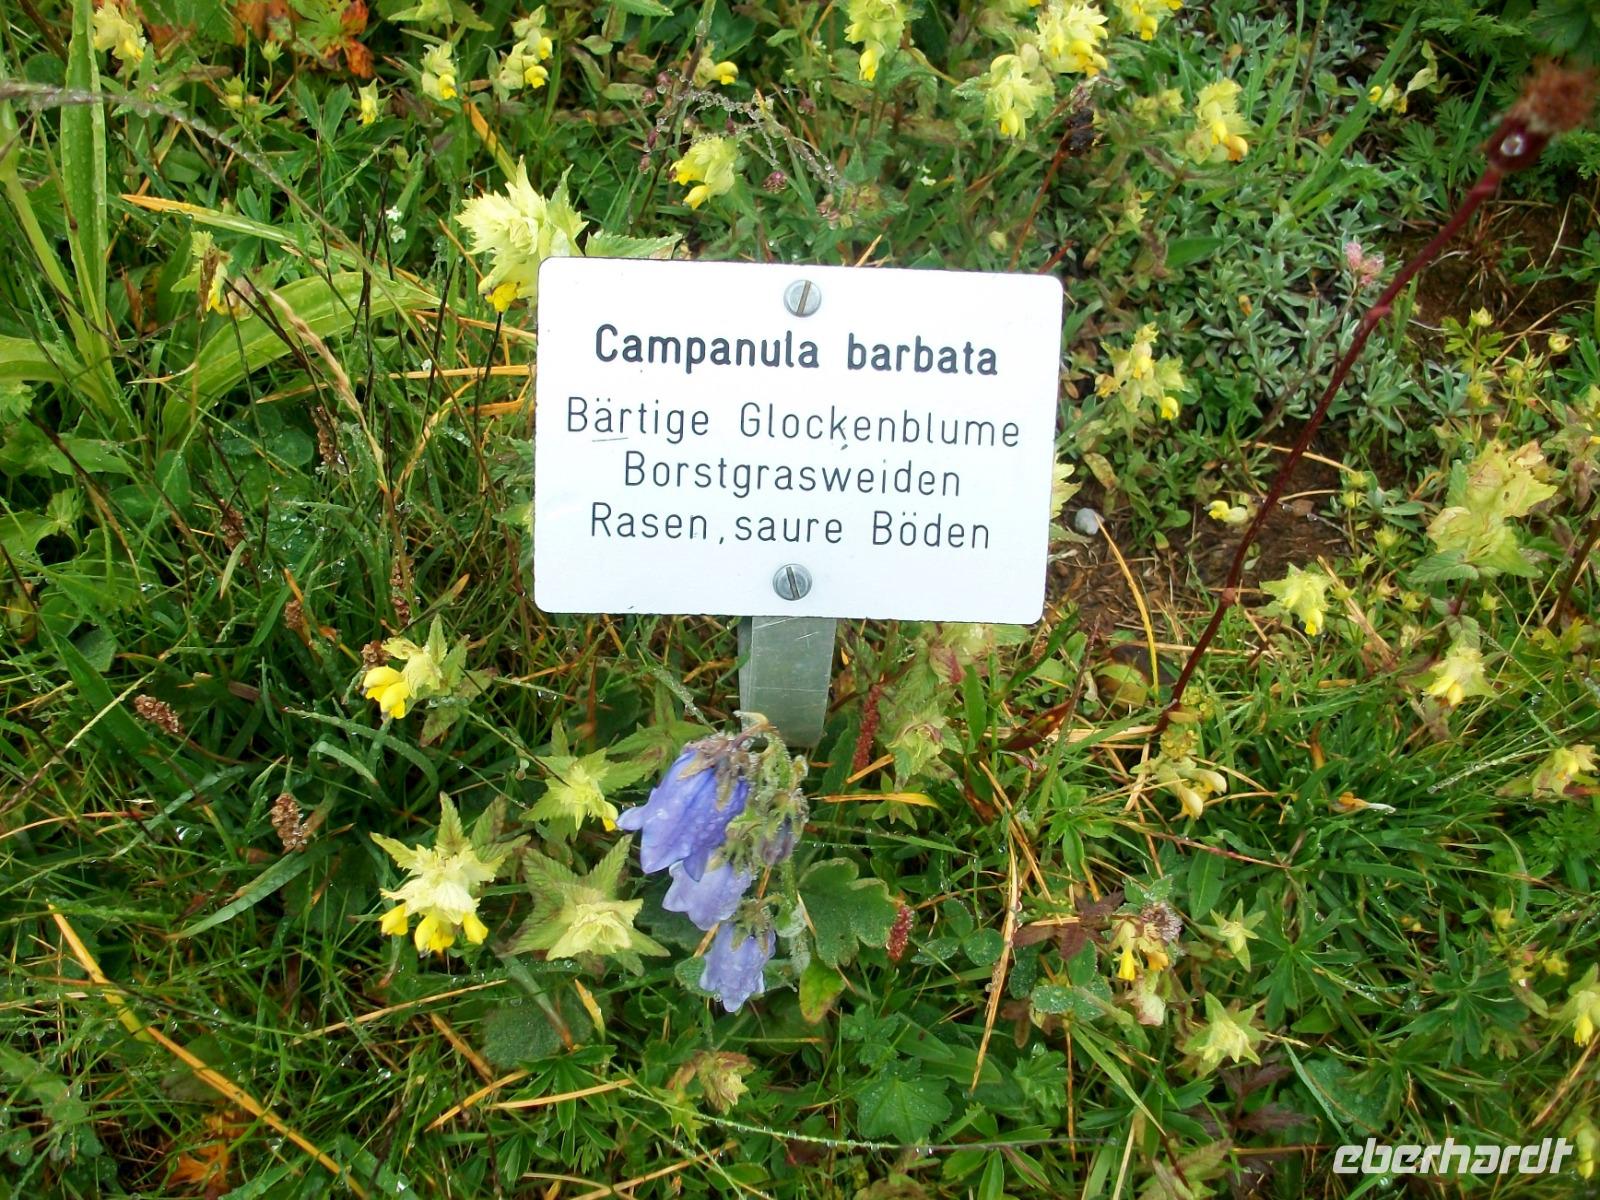 Campanula barbata
Bärtige Glockenblume
Borstgrasweiden
Rasen, saure Böden
eberhardt